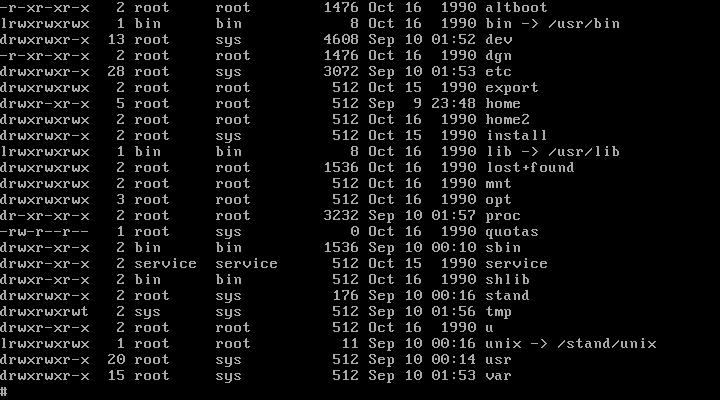 -r-xr-xr-x  2 root     root        1476 Oct 16  1990 altboot
lrwxrwxrwx  1 bin      bin            8 Oct 16  1990 bin -> /usr/bin
drwxrwxr-x 13 root     sys         4608 Sep 10 01:52 dev
-r-xr-xr-x  2 root     root        1476 Oct 16  1990 dgn
drwxrwxr-x 28 root     sys         3072 Sep 10 01:53 etc
drwxrwxrwx  2 root     root         512 Oct 15  1990 export
drwxrwxr-x  5 root     root         512 Sep  9 23:48 home
drwxrwxrwx  2 root     root         512 Oct 16  1990 home2
drwxrwxr-x  2 root     sys          512 Oct 15  1990 install
lrwxrwxrwx  1 bin      bin            8 Oct 16  1990 lib -> /usr/lib
drwxrwxrwx  2 root     root        1536 Oct 16  1990 lost+found
drwxrwxrwx  2 root     root         512 Oct 16  1990 mnt
drwxrwxrwx  3 root     root         512 Oct 16  1990 opt
dr-xr-xr-x  2 root     root        3232 Sep 10 01:57 proc
-rw-r--r--  1 root     sys            0 Oct 16  1990 quotas
drwxr-xr-x  2 bin      bin         1536 Sep 10 00:10 sbin
drwxr-xr-x  2 service  service      512 Oct 15  1990 service
drwxr-xr-x  2 bin      bin          512 Oct 16  1990 shlib
drwxr-xr-x  2 root     sys          176 Sep 10 00:16 stand
drwxrwxrwt  2 sys      sys          512 Sep 10 01:56 tmp
drwxr-xr-x  2 root     root         512 Oct 16  1990 u
lrwxrwxrwx  1 root     root          11 Sep 10 00:16 unix -> /stand/unix
drwxrwxr-x 20 root     sys          512 Sep 10 00:14 usr
drwxrwxr-x 15 root     sys          512 Sep 10 01:53 var
#